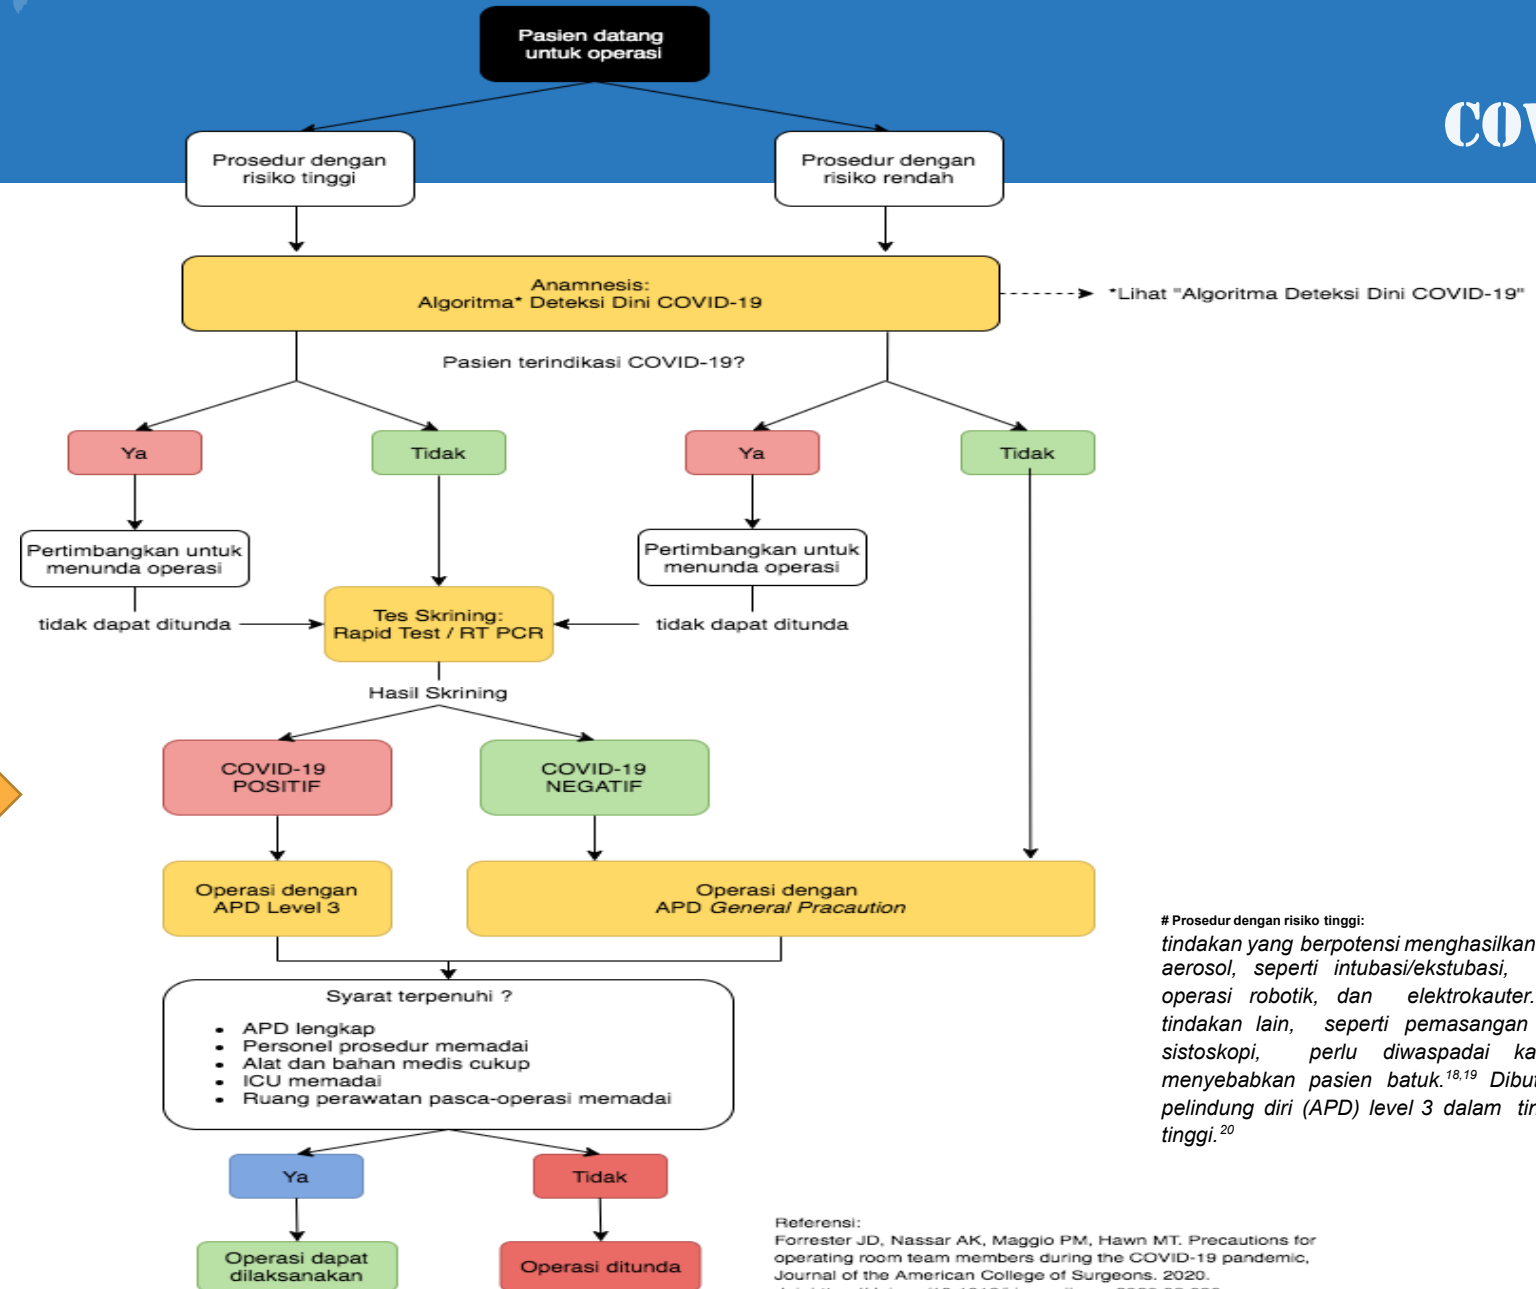 Pasien datang
untuk operasi
Prosedur dengan
risiko tinggi
Prosedur dengan
risiko rendah
Anamnesis:
Algoritma* Deteksi Dini COVID-19
*Lihat "Algoritma Deteksi Dini COVID-19"
Pasien terindikasi COVID-19?
Ya
Tidak
Ya
Tidak
Pertimbangkan untuk
menunda operasi
Pertimbangkan untuk
menunda operasi
tidak dapat ditunda
Tes Skrining:
Rapid Test / RT PCR
tidak dapat ditunda
Hasil Skrining
COVID-19
POSITIF
COVID-19
NEGATIF
Operasi dengan
APD Level 3
Operasi dengan
APD General Pracaution
Syarat terpenuhi ?
• APD lengkap
• Personel prosedur memadai
• Alat dan bahan medis cukup
• ICU memadai
• Ruang perawatan pasca-operasi memadai
Ya
Tidak
Operasi dapat
dilaksanakan
Operasi ditunda
# Prosedur dengan risiko tinggi:
tindakan yang berpotensi menghasilkan
aerosol, seperti intubasi/ekstubasi,
operasi robotik, dan elektrokauter.
tindakan lain, seperti pemasangan
sistoskopi, perlu diwaspadai
menyebabkan pasien batuk.18,19
pelindung diri (APD) level 3 dalam
tinggi.20
Referensi:
Forrester JD, Nassar AK, Maggio PM, Hawn MT. Precautions for
operating room team members during the COVID-19 pandemic,
Journal of the American College of Surgeons. 2020.